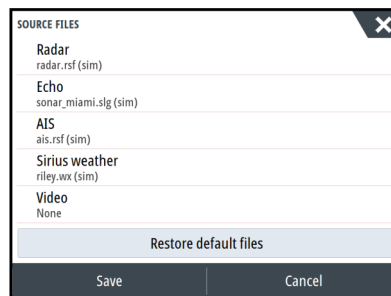 SOURCE FILES
Radar
radar.rsf (sim)
Echo
sonar_miami.slg (sim)
AIS
ais.rsf (sim)
Sirius weather
riley.wx (sim)
Video
None
Restore default files
Save
Cancel